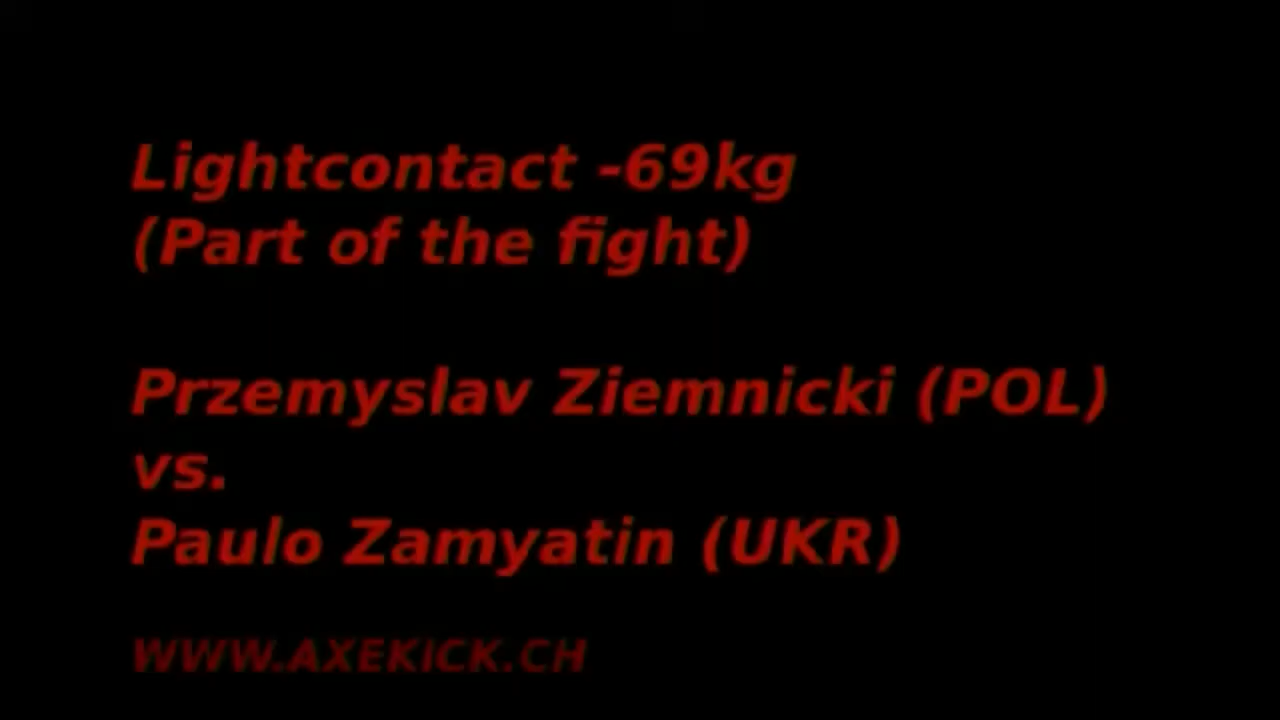 Lightcontact -69kg
(Part of the fight)
Przemyslav Ziemnicki (POL)
vs.
Paulo Zamyatin (UKR)
WWW.AXEKICK.CH